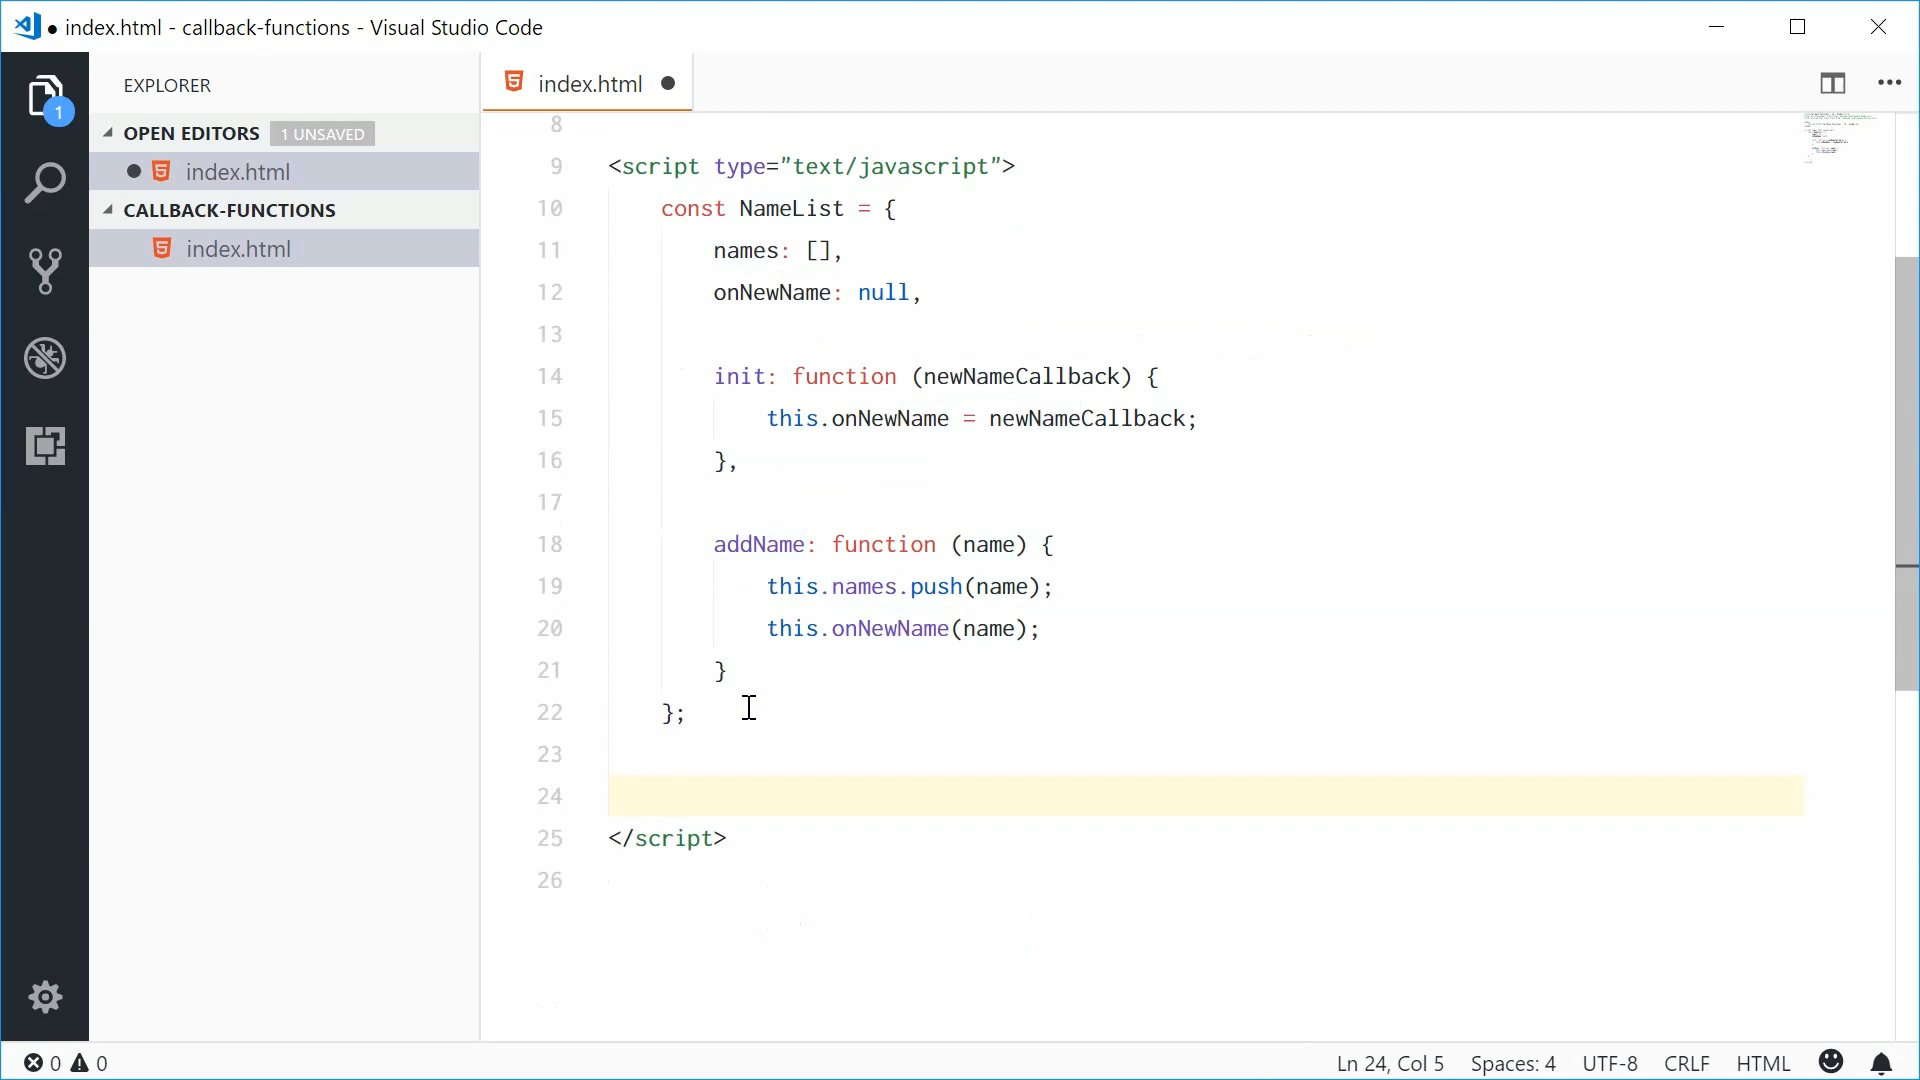 index.html - callback-functions - Visual Studio Code
EXPLORER
1
OPEN EDITORS 1 UNSAVED
index.html
CALLBACK-FUNCTIONS
index.html
index.html
8
9 <script type="text/javascript">
10 const NameList = {
11 names: [],
12 onNewName: null,
13
14 init: function (newNameCallback) {
15 this.onNewName = newNameCallback;
16 },
17
18 addName: function (name) {
19 this.names.push(name);
20 this.onNewName(name);
21 }
22 };
23
24
25 </script>
26
0 0
Ln 24, Col 5 Spaces: 4 UTF-8 CRLF HTML